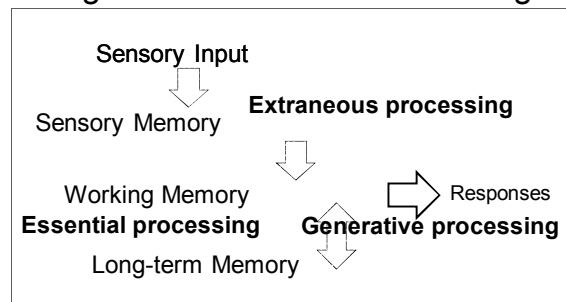 Sensory Input
Extraneous processing
Sensory Memory
Working Memory
Responses
Essential processing
Generative processing
Long-term Memory